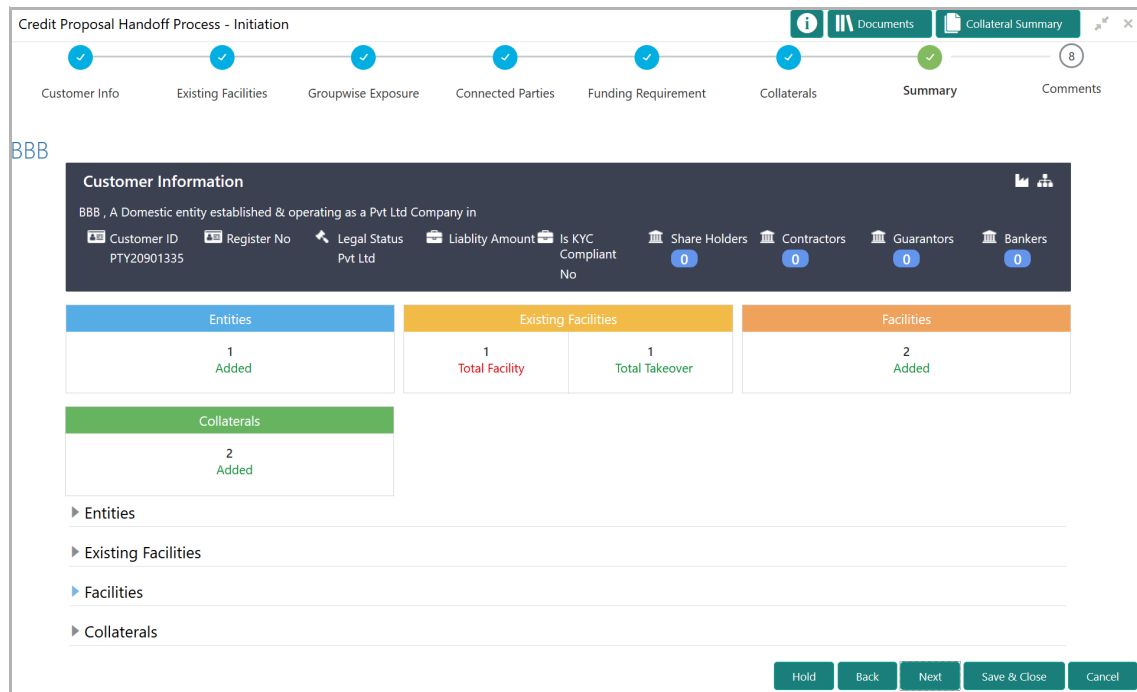 Credit Proposal Handoff Process - Initiation
Documents
Collateral Summary
8
Customer Info
Existing Facilities
Groupwise Exposure
Connected Parties
Funding Requirement
Collaterals
Summary
Comments
BBB
Customer Information
BBB , A Domestic entity established & operating as a Pvt Ltd Company in
Customer ID
PTY20901335
Register No
Legal Status
Pvt Ltd
Liablity Amount
Is KYC
Compliant
No
Share Holders
0
Contractors
0
Guarantors
0
Bankers
0
Entities
1
Added
Existing Facilities
1
Total Facility
1
Total Takeover
Facilities
2
Added
Collaterals
2
Added
Entities
Existing Facilities
Facilities
Collaterals
Hold
Back
Next
Save & Close
Cancel